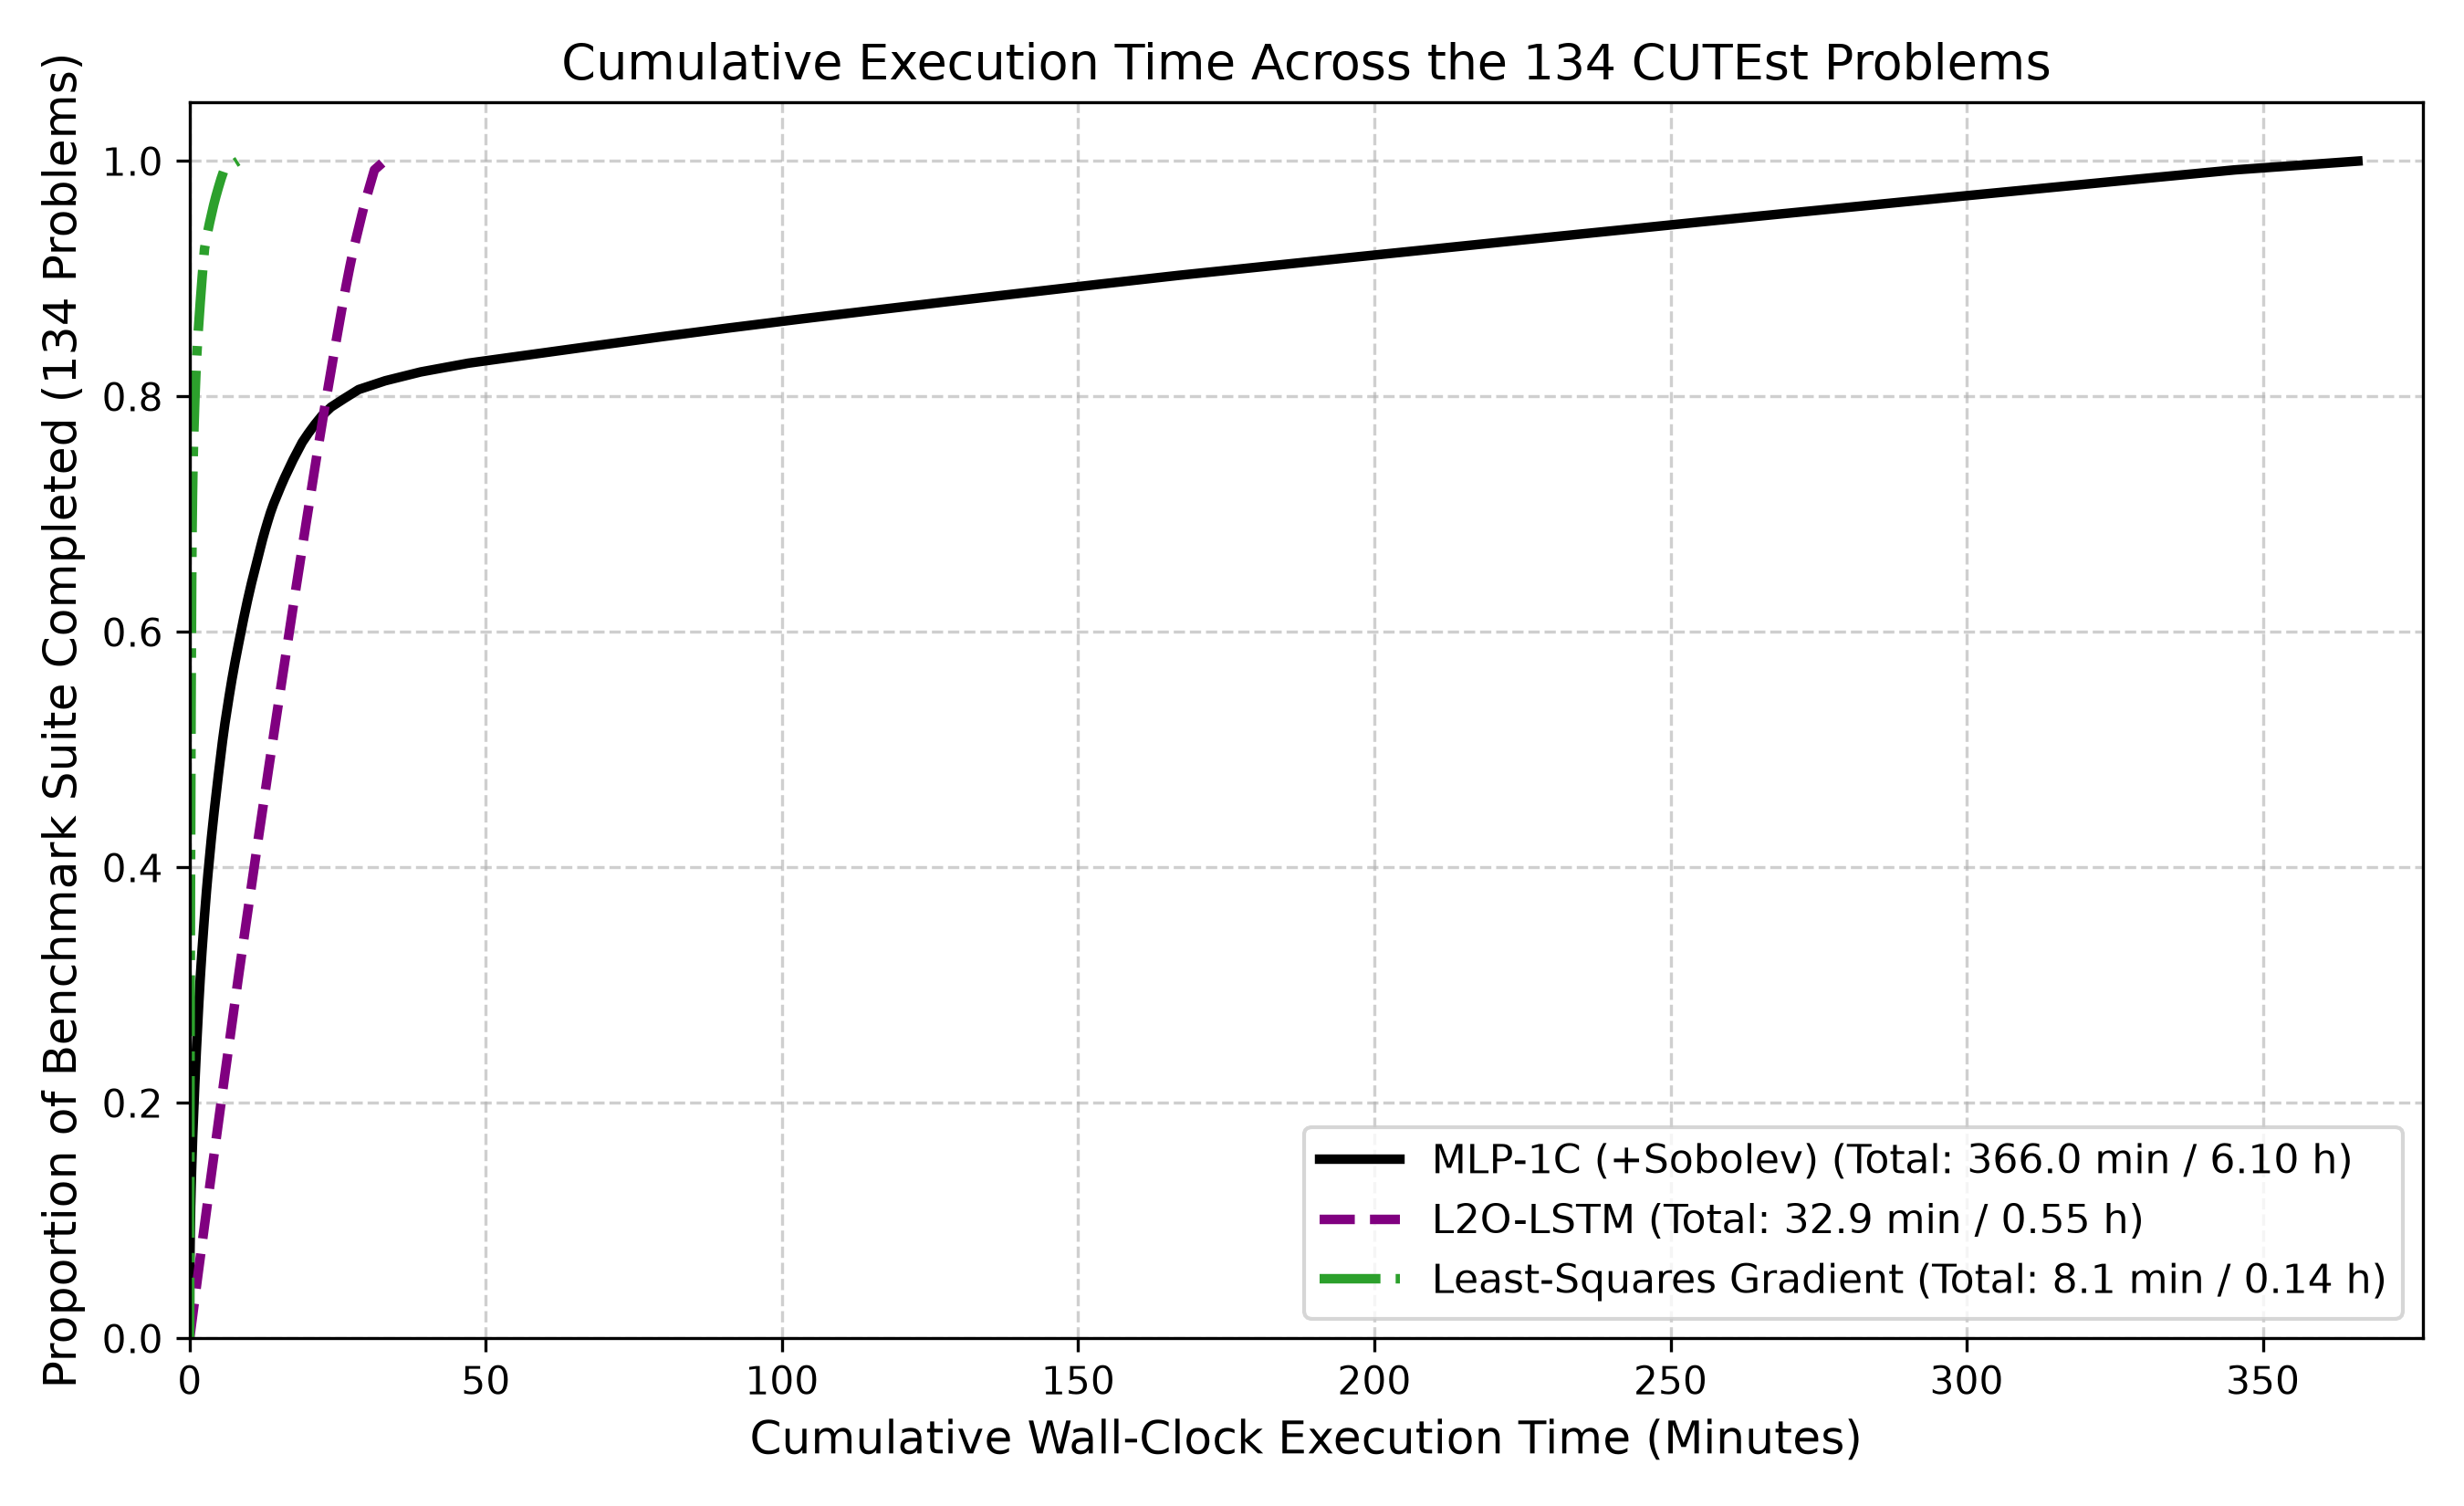 Cumulative Execution Time Across the 134 CUTEst Problems
Proportion of Benchmark Suite Completed (134 Problems)
1.0
0.8
0.6
0.4
0.2
0.0
MLP-1C (+Sobolev) (Total: 366.0 min / 6.10 h)
L2O-LSTM (Total: 32.9 min / 0.55 h)
Least-Squares Gradient (Total: 8.1 min / 0.14 h)
0 50 100 150 200 250 300 350
Cumulative Wall-Clock Execution Time (Minutes)